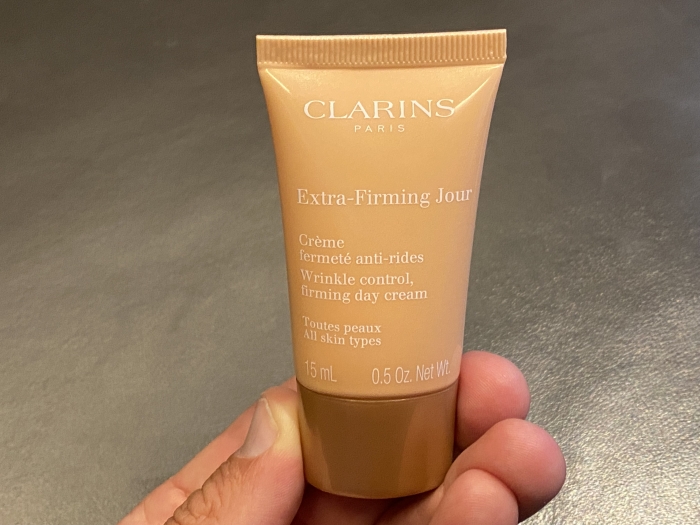 CLARINS
PARIS
Extra-Firming Jour
Crème
fermeté anti-rides
Wrinkle control,
firming day cream
Toutes peaux
All skin types
15 mL 0.5 Oz. Net Wt.